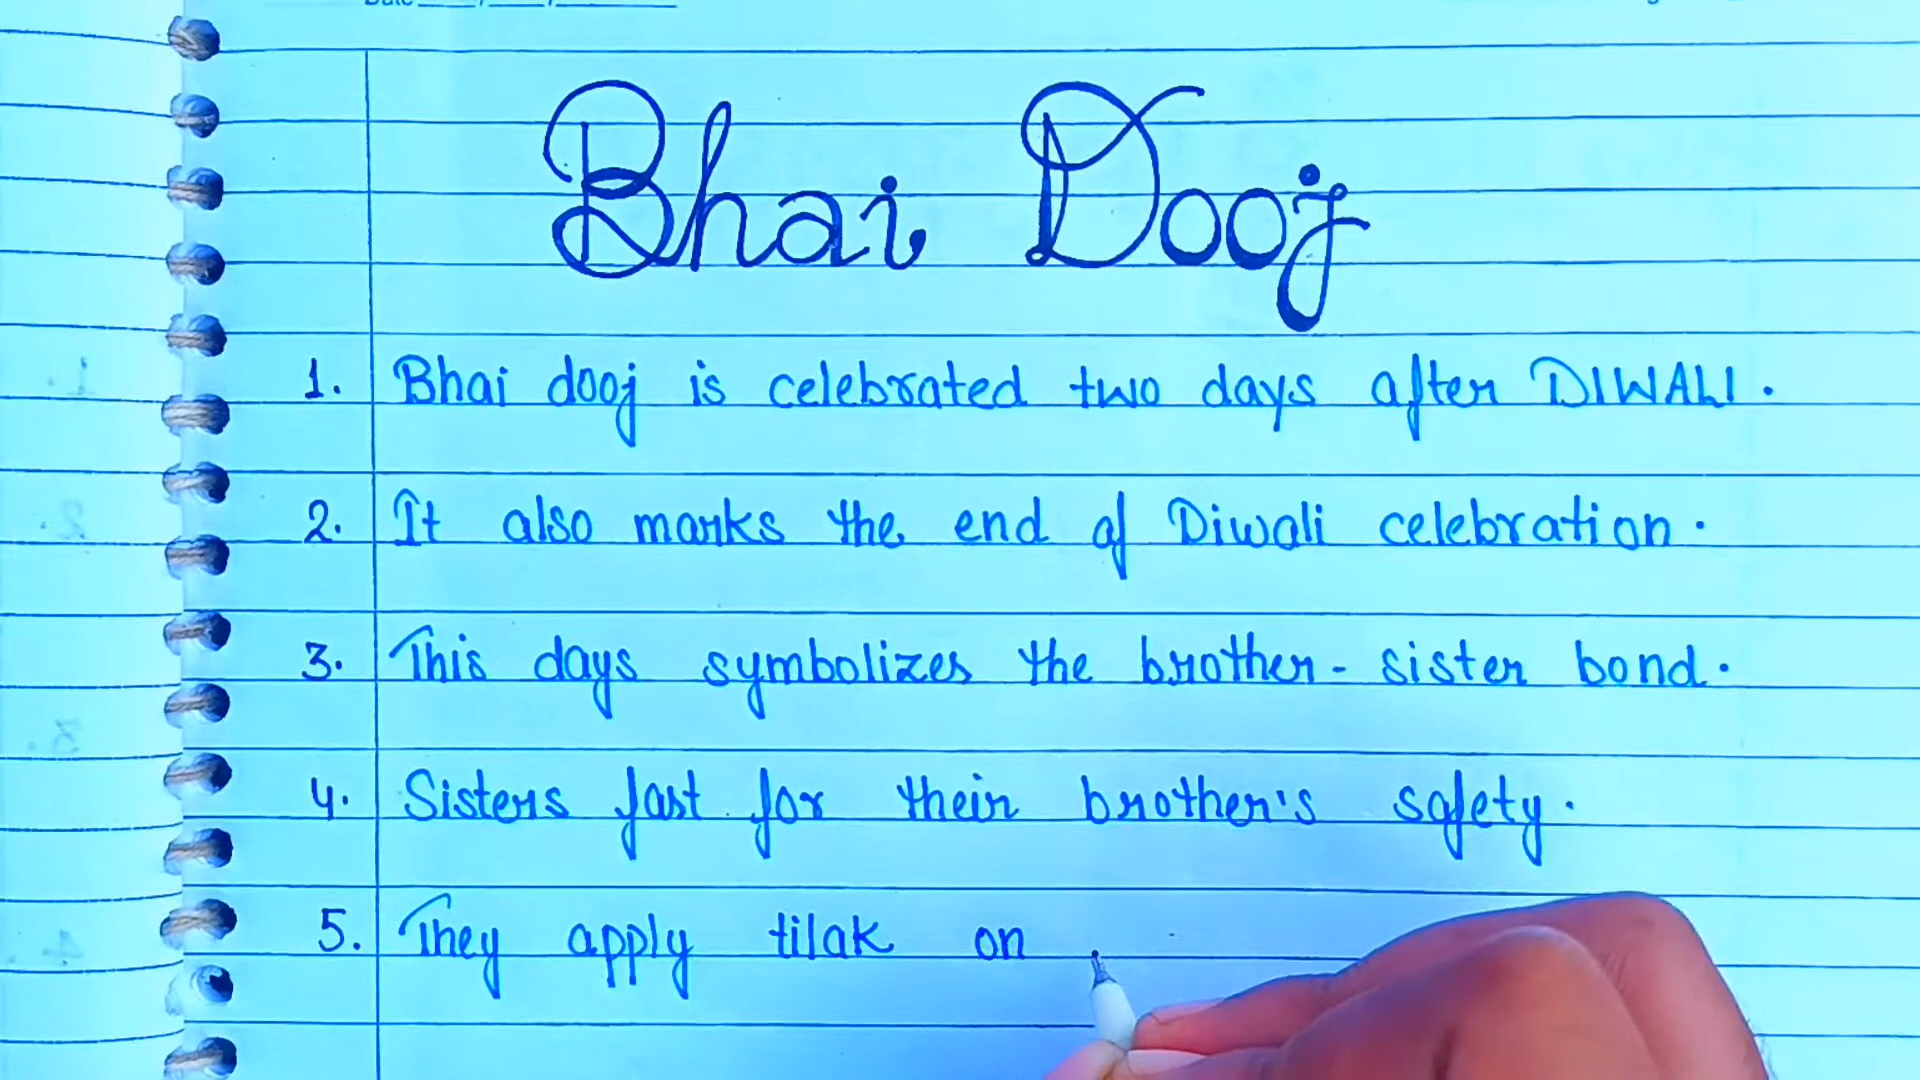 Date
Bhai Dooj
1. Bhai dooj is celebrated two days after DIWALI.
2. It also marks the end of Diwali celebration.
3. This days symbolizes the brother-sister bond.
4. Sisters fast for their brother's safety.
5. They apply tilak on